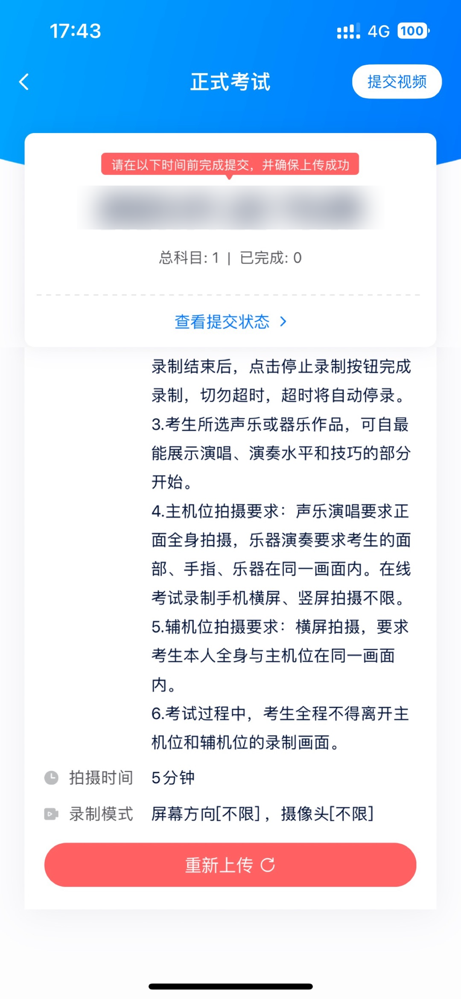 17:43
4G 100
正式考试
提交视频
请在以下时间前完成提交，并确保上传成功
总科目: 1 | 已完成: 0
查看提交状态
录制结束后，点击停止录制按钮完成
录制，切勿超时，超时将自动停录。
3.考生所选声乐或器乐作品，可自最
能展示演唱、演奏水平和技巧的部分
开始。
4.主机位拍摄要求：声乐演唱要求正
面全身拍摄，乐器演奏要求考生的面
部、手指、乐器在同一画面内。在线
考试录制手机横屏、竖屏拍摄不限。
5.辅机位拍摄要求：横屏拍摄，要求
考生本人全身与主机位在同一画面
内。
6.考试过程中，考生全程不得离开主
机位和辅机位的录制画面。
拍摄时间 5分钟
录制模式 屏幕方向[不限]，摄像头[不限]
重新上传